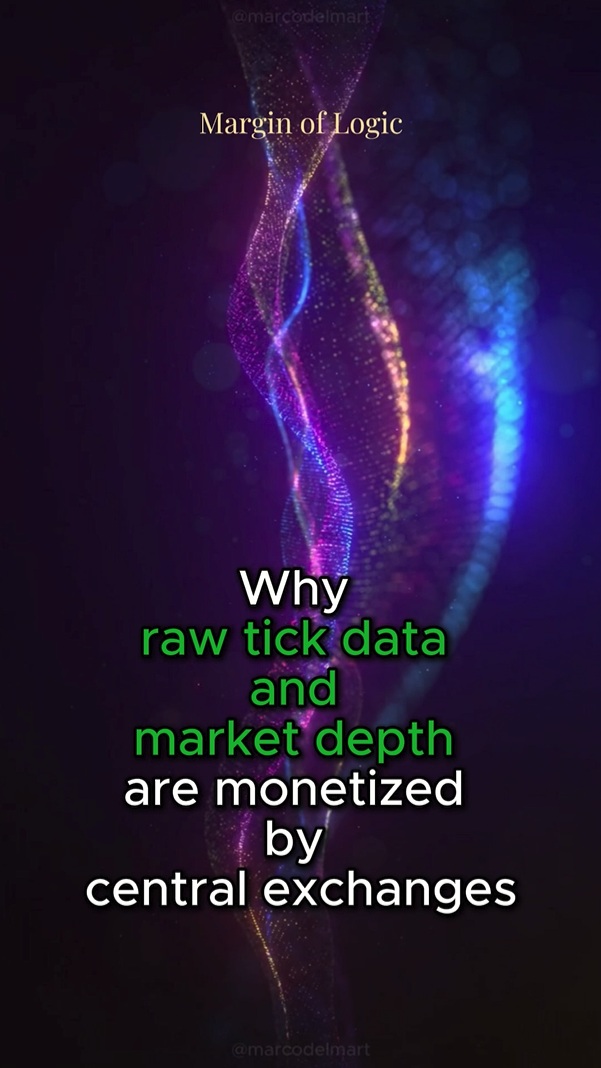 @marcodelmart
Margin of Logic
Why
raw tick data
and
market depth
are monetized
by
central exchanges
@marcodelmart